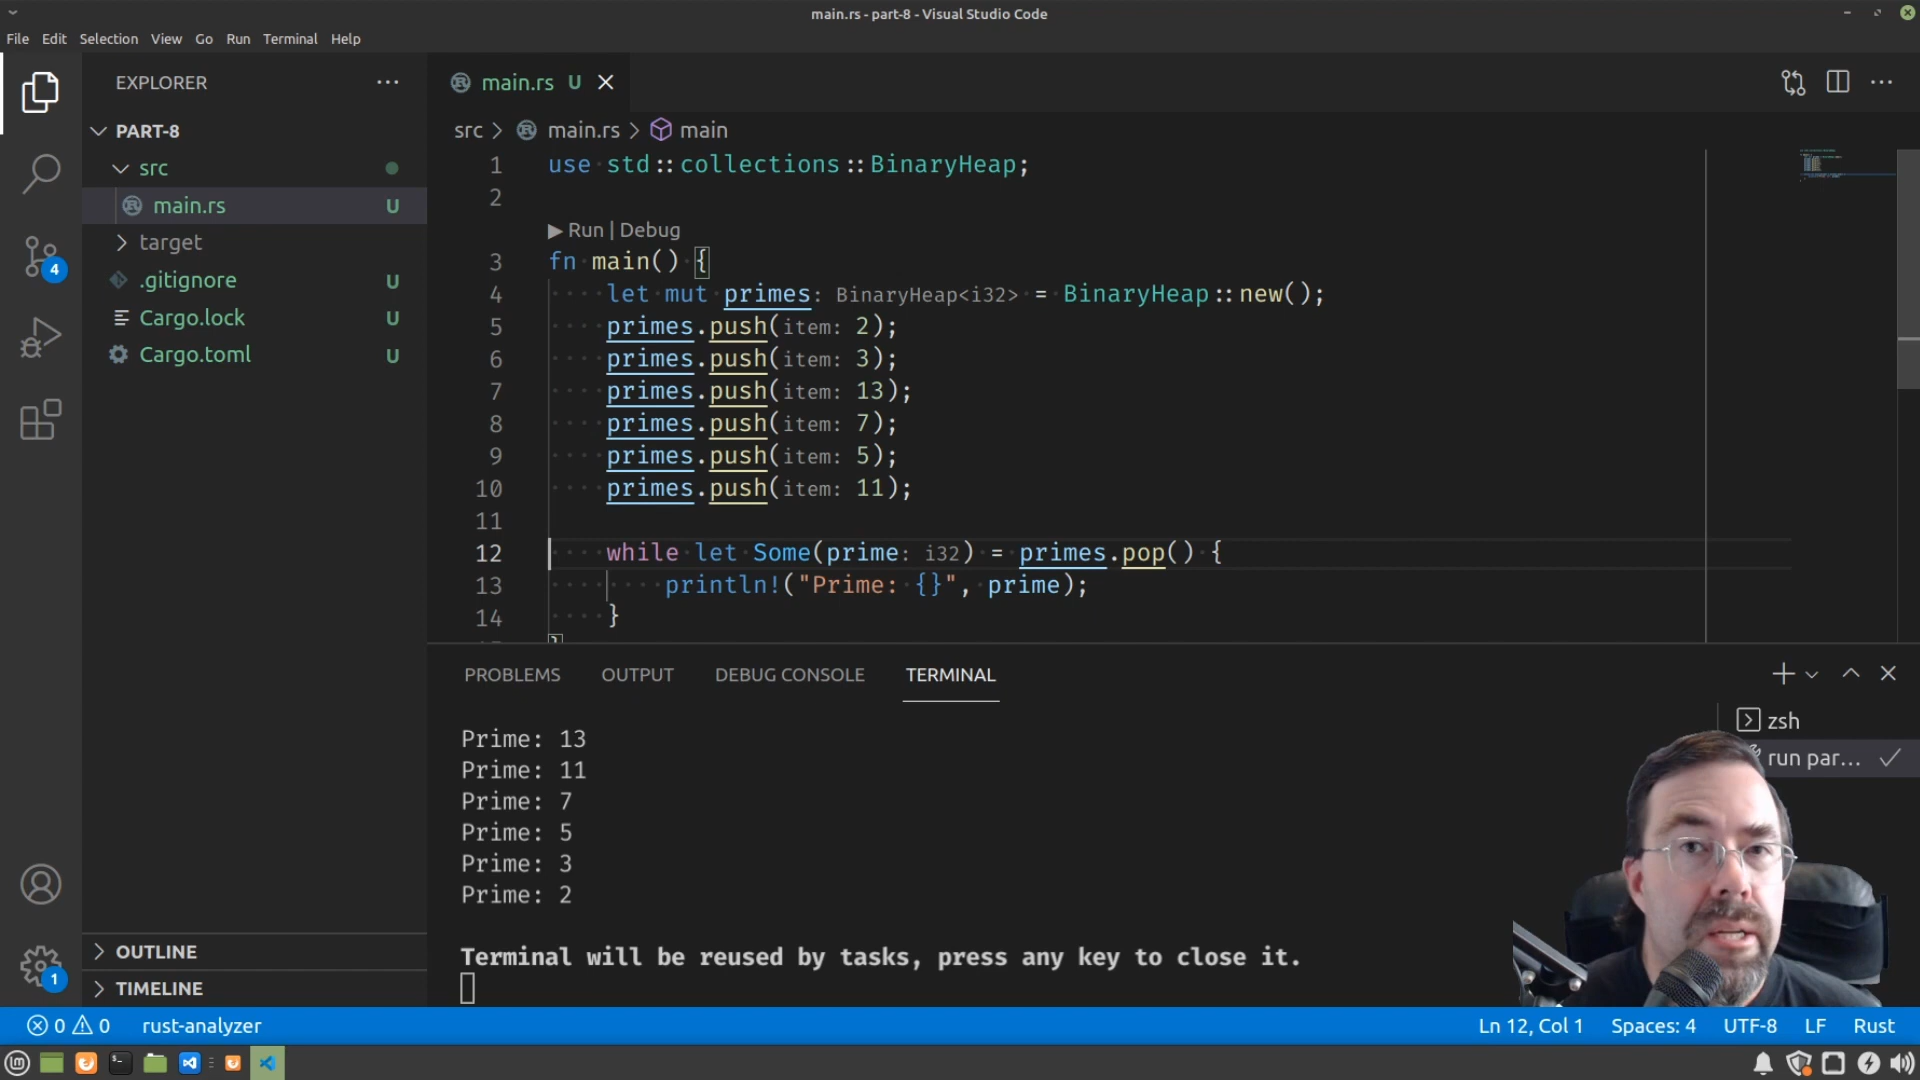 main.rs - part-8 - Visual Studio Code
File Edit Selection View Go Run Terminal Help
EXPLORER
PART-8
src
main.rs U
target
.gitignore U
Cargo.lock U
Cargo.toml U
OUTLINE
TIMELINE
4
1
main.rs U
src > main.rs > main
1 use std::collections::BinaryHeap;
2
Run | Debug
3 fn main() {
4 let mut primes: BinaryHeap<i32> = BinaryHeap::new();
5 primes.push(item: 2);
6 primes.push(item: 3);
7 primes.push(item: 13);
8 primes.push(item: 7);
9 primes.push(item: 5);
10 primes.push(item: 11);
11
12 while let Some(prime: i32) = primes.pop() {
13 println!("Prime: {}", prime);
14 }
PROBLEMS OUTPUT DEBUG CONSOLE TERMINAL
Prime: 13
Prime: 11
Prime: 7
Prime: 5
Prime: 3
Prime: 2
Terminal will be reused by tasks, press any key to close it.
zsh
run par...
0 0 rust-analyzer
Ln 12, Col 1 Spaces: 4 UTF-8 LF Rust